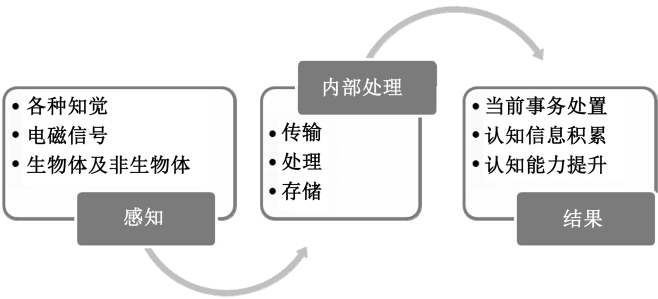 • 各种知觉
• 电磁信号
• 生物体及非生物体
感知
内部处理
• 传输
• 处理
• 存储
• 当前事务处置
• 认知信息积累
• 认知能力提升
结果